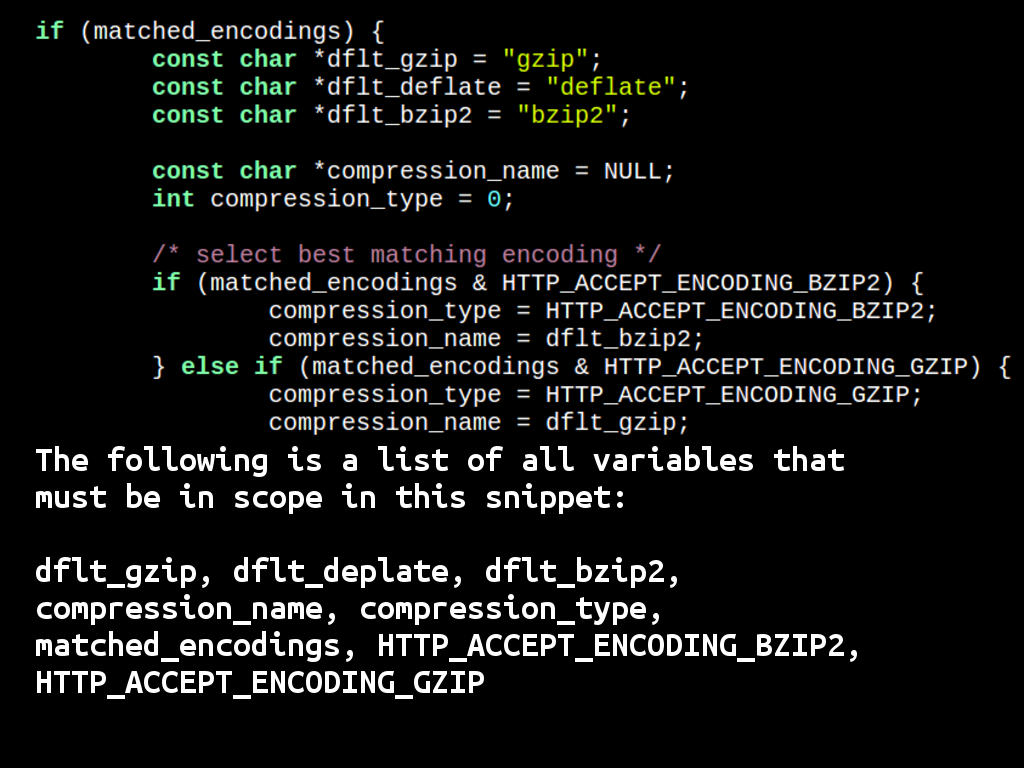 if (matched_encodings) {
        const char *dflt_gzip = "gzip";
        const char *dflt_deflate = "deflate";
        const char *dflt_bzip2 = "bzip2";

        const char *compression_name = NULL;
        int compression_type = 0;

        /* select best matching encoding */
        if (matched_encodings & HTTP_ACCEPT_ENCODING_BZIP2) {
                compression_type = HTTP_ACCEPT_ENCODING_BZIP2;
                compression_name = dflt_bzip2;
        } else if (matched_encodings & HTTP_ACCEPT_ENCODING_GZIP) {
                compression_type = HTTP_ACCEPT_ENCODING_GZIP;
                compression_name = dflt_gzip;
The following is a list of all variables that
must be in scope in this snippet:

dflt_gzip, dflt_deplate, dflt_bzip2,
compression_name, compression_type,
matched_encodings, HTTP_ACCEPT_ENCODING_BZIP2,
HTTP_ACCEPT_ENCODING_GZIP